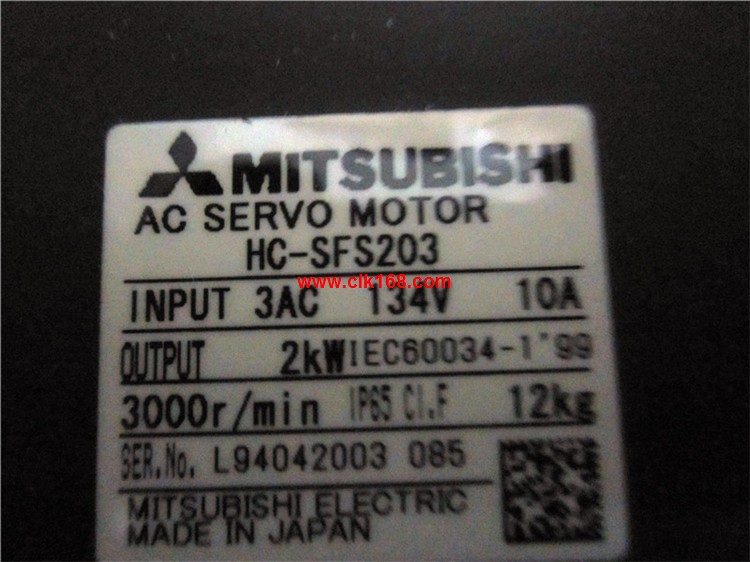 MITSUBISHI
AC SERVO MOTOR
HC-SFS203
www.clk168.com
INPUT 3AC 134V 10A
OUTPUT 2kW IEC60034-1'99
3000r/min IP65 Cl.F 12kg
SER.No. L94042003 085
MITSUBISHI ELECTRIC
MADE IN JAPAN